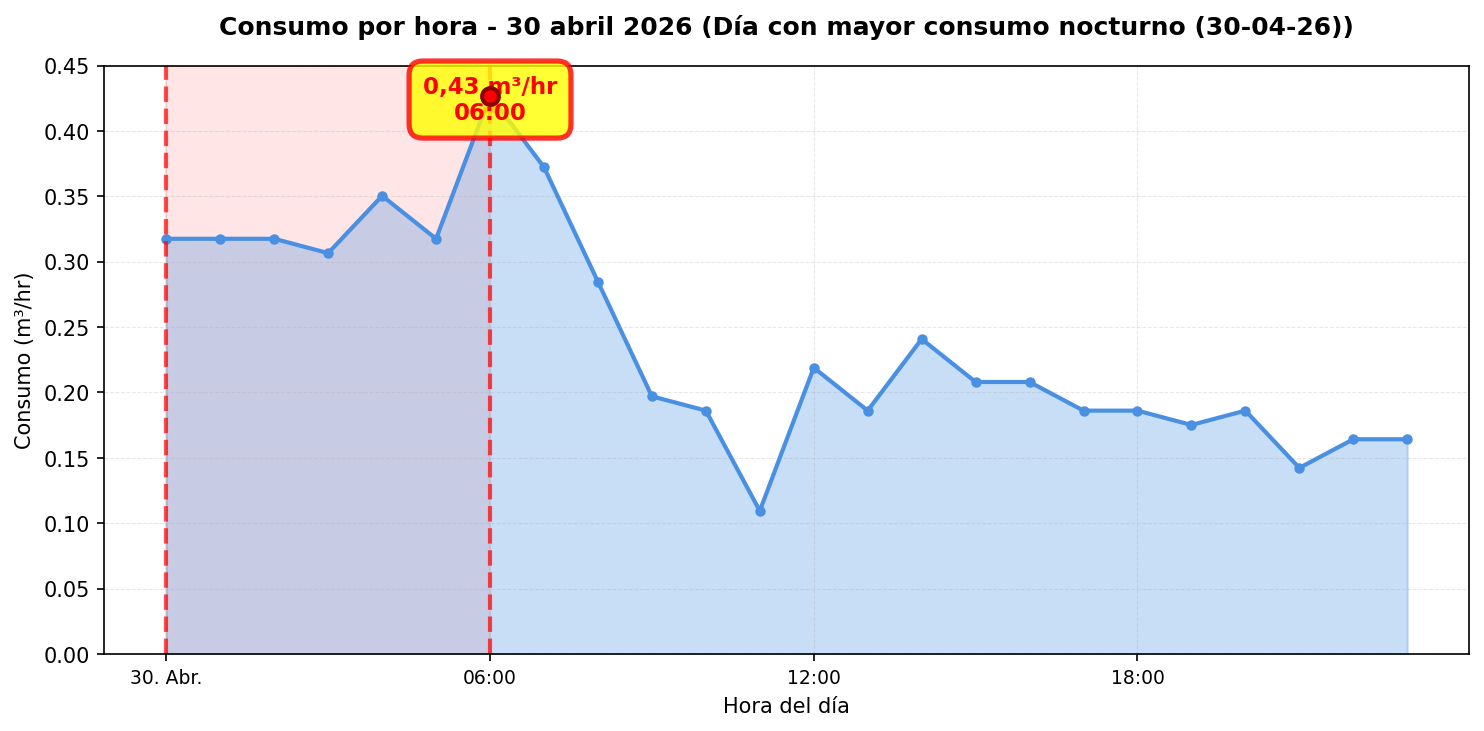 Consumo por hora - 30 abril 2026 (Día con mayor consumo nocturno (30-04-26))
0,43 m³/hr
06:00
0.45
0.40
0.35
0.30
0.25
0.20
0.15
0.10
0.05
0.00
Consumo (m³/hr)
30. Abr.
06:00
12:00
18:00
Hora del día